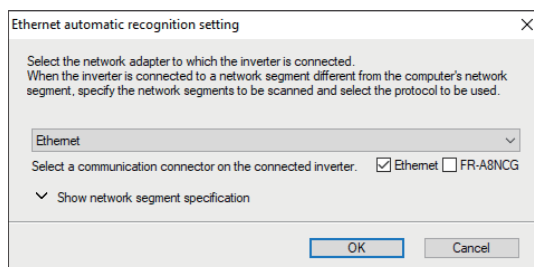 Ethernet automatic recognition setting
Select the network adapter to which the inverter is connected.
When the inverter is connected to a network segment different from the computer's network
segment, specify the network segments to be scanned and select the protocol to be used.
Ethernet
Select a communication connector on the connected inverter. Ethernet FR-A8NCG
Show network segment specification
OK Cancel